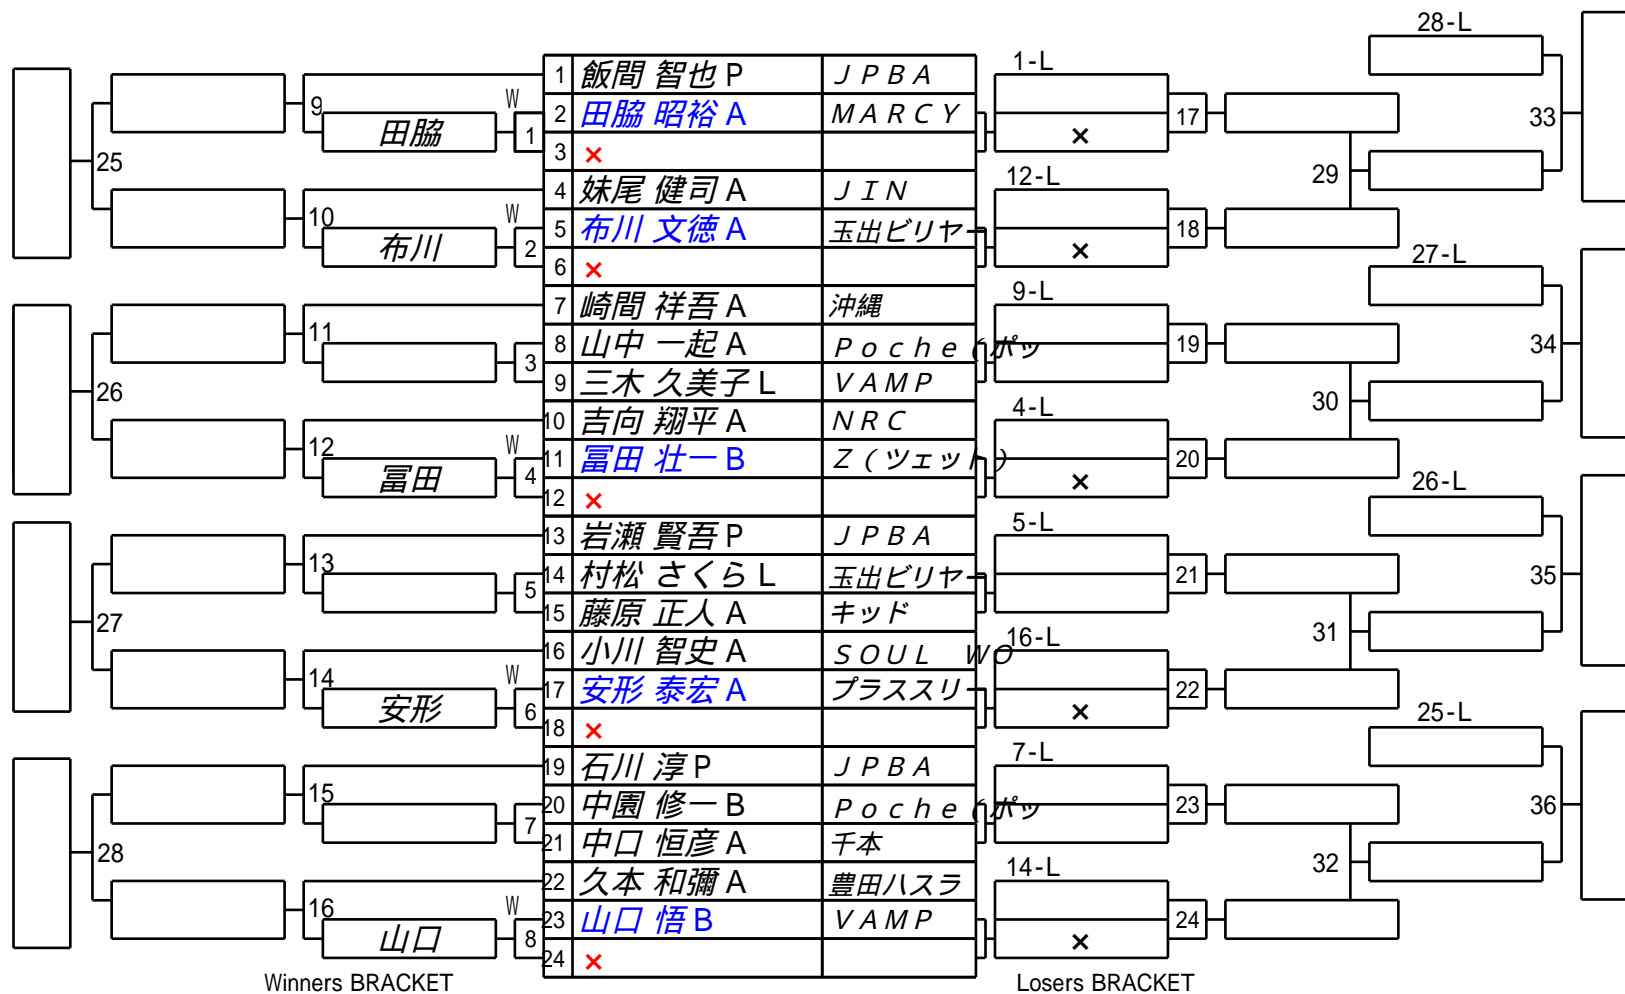 28-L
1 飯間 智也 P JPBA 1-L
9 W 2 田脇 昭裕 A MARCY 17 33
田脇 1 3 × ×
25 4 妹尾 健司 A JIN 12-L 29
10 W 5 布川 文徳 A 玉出ビリヤー 18
布川 2 6 × × 27-L
7 崎間 祥吾 A 沖縄 9-L
11 8 山中 一起 A Poche(ポッ 19 34
3 9 三木 久美子 L VAMP
26 10 吉向 翔平 A NRC 4-L 30
12 W 11 冨田 壮一 B Z(ツェット) 20
冨田 4 12 × × 26-L
13 岩瀬 賢吾 P JPBA 5-L
13 14 村松 さくら L 玉出ビリヤー 21 35
5 15 藤原 正人 A キッド
27 16 小川 智史 A SOUL WO 16-L 31
14 W 17 安形 泰宏 A プラススリー 22
安形 6 18 × × 25-L
19 石川 淳 P JPBA 7-L
15 20 中園 修一 B Poche(ポッ 23 36
7 21 中口 恒彦 A 千本
28 22 久本 和彌 A 豊田ハスラ 14-L 32
16 W 23 山口 悟 B VAMP 24
山口 8 24 × ×
Winners BRACKET Losers BRACKET